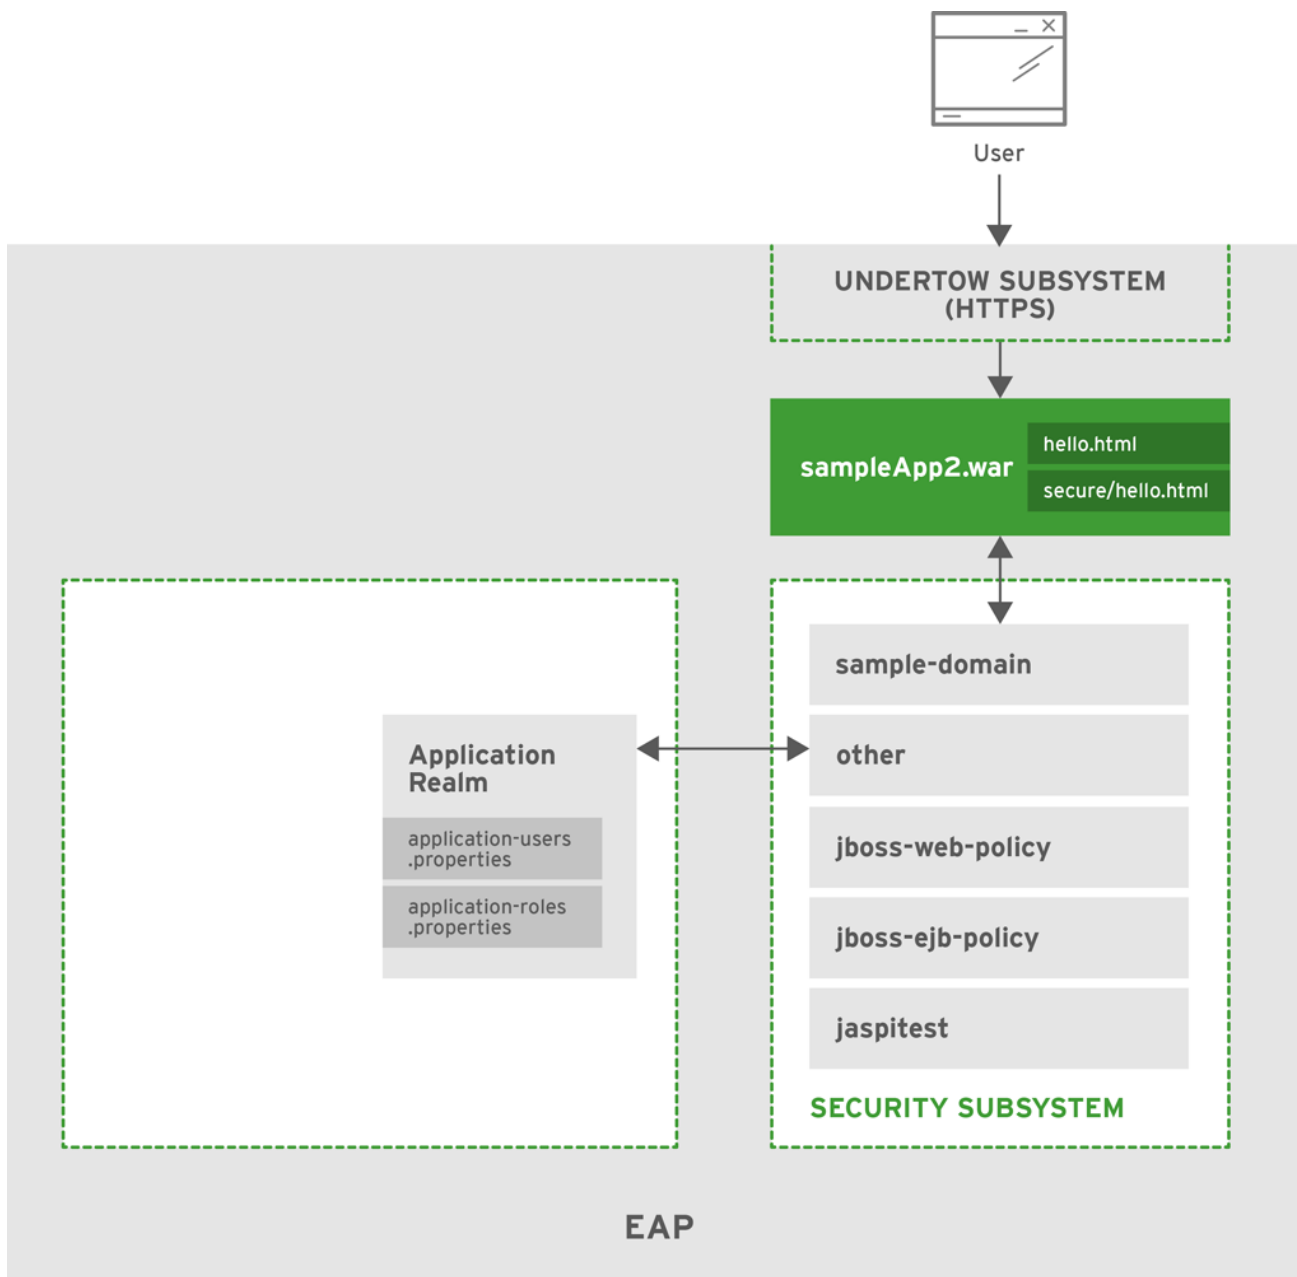 User
UNDERTOW SUBSYSTEM
(HTTPS)
sampleApp2.war
hello.html
secure/hello.html
Application
Realm
application-users
.properties
application-roles
.properties
sample-domain
other
jboss-web-policy
jboss-ejb-policy
jaspitest
SECURITY SUBSYSTEM
EAP